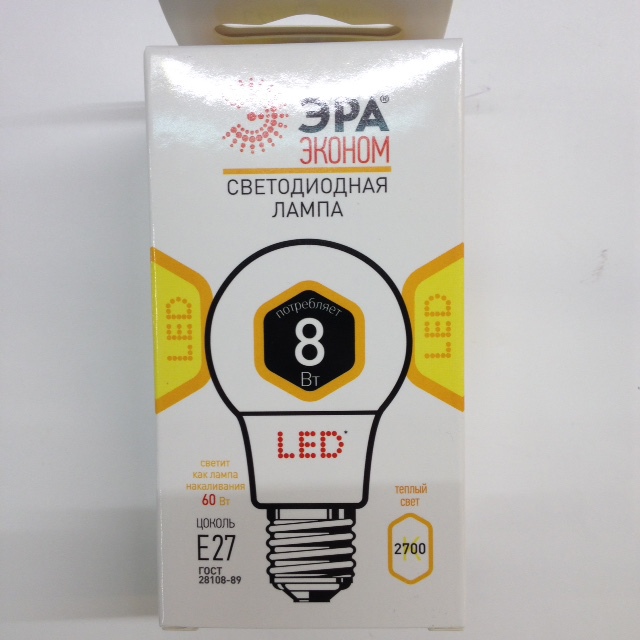 ЭРА®
ЭКОНОМ
СВЕТОДИОДНАЯ
ЛАМПА
LED
LED
потребляет
8
Вт
LED*
светит
как лампа
накаливания
60 Вт
теплый
свет
ЦОКОЛЬ
E27
ГОСТ
28108-89
2700
K